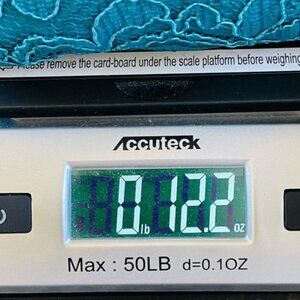 Please remove the card-board under the scale platform before weighing
Accuteck
0 lb 12.2 oz
Max : 50LB d=0.1OZ